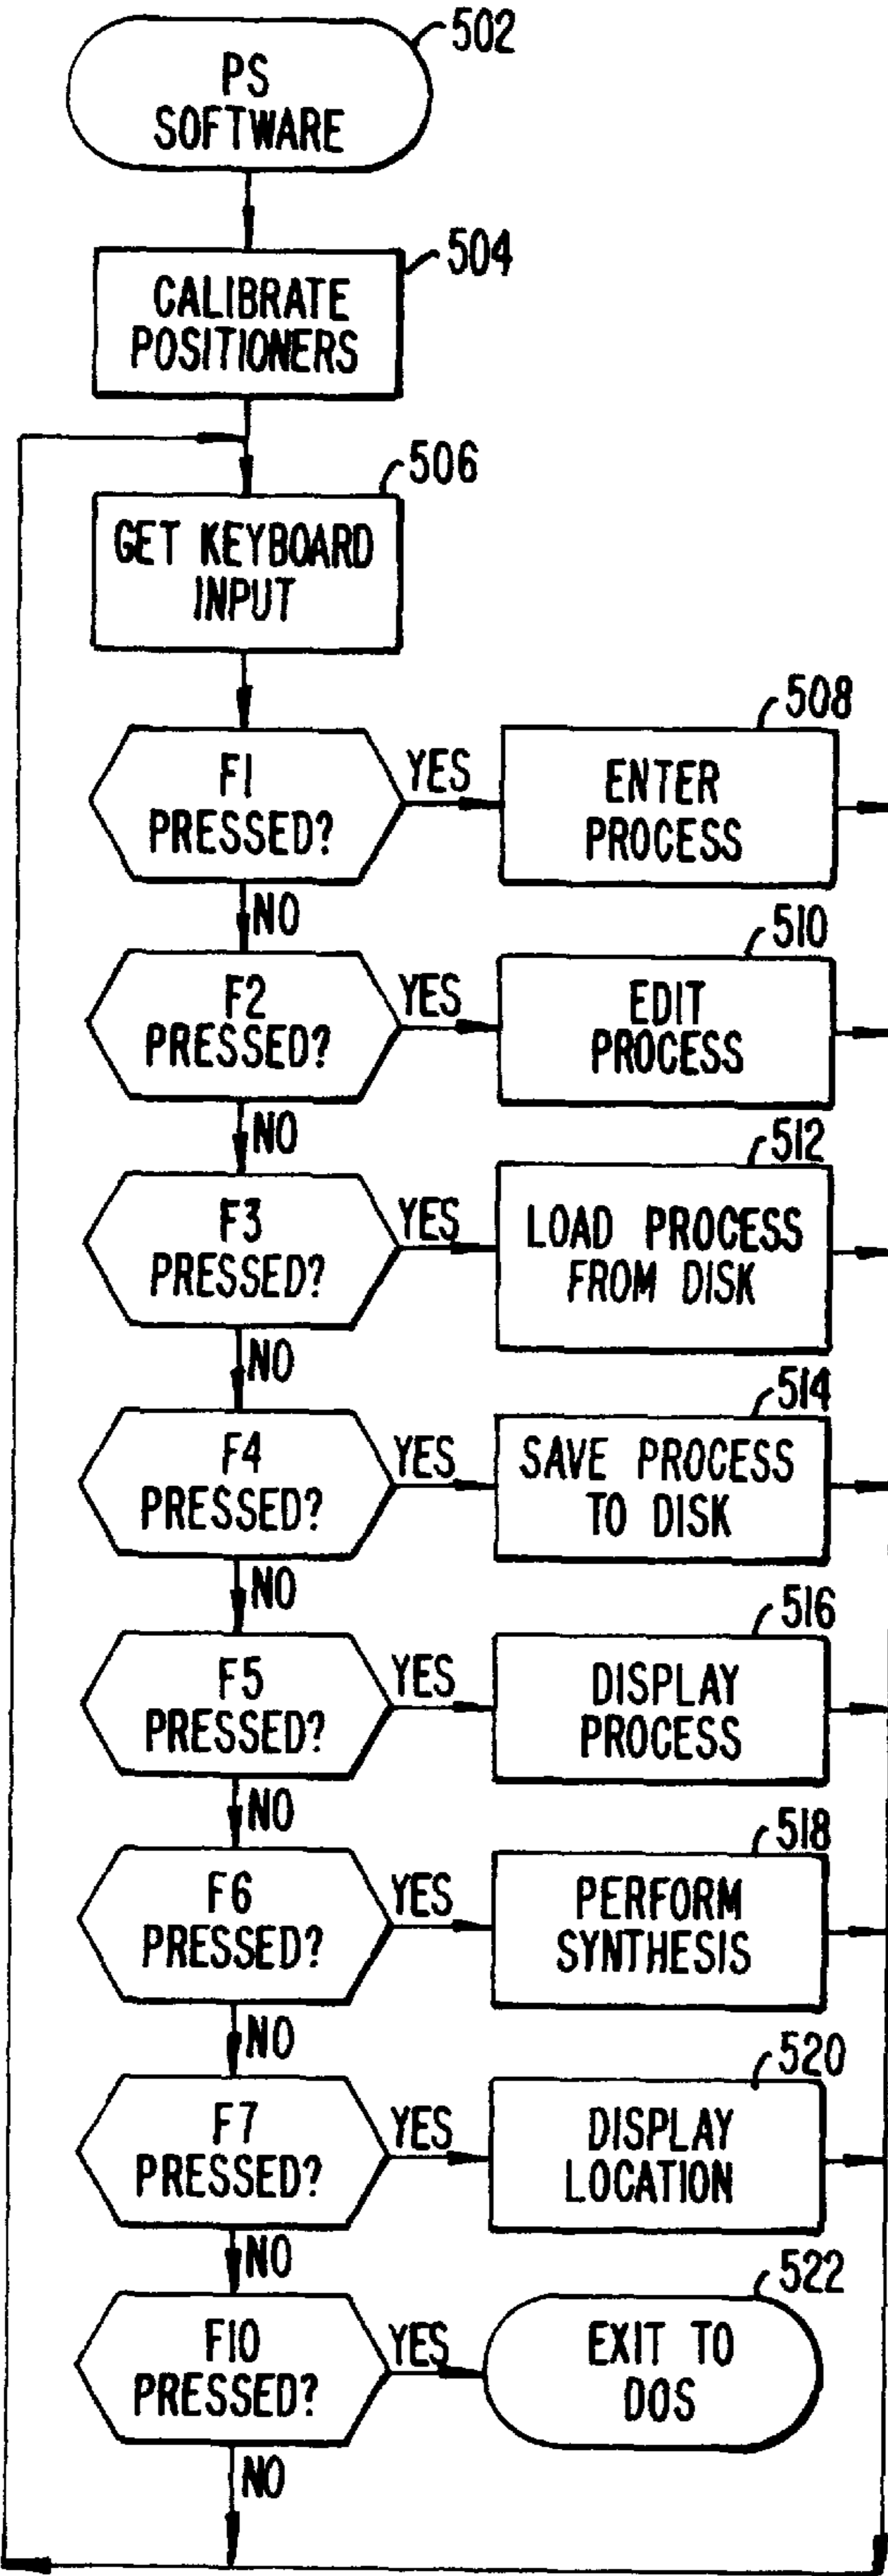 502
PS
SOFTWARE
504
CALIBRATE
POSITIONERS
506
GET KEYBOARD
INPUT
508
F1
PRESSED?
YES
ENTER
PROCESS
NO
510
F2
PRESSED?
YES
EDIT
PROCESS
NO
512
F3
PRESSED?
YES
LOAD PROCESS
FROM DISK
NO
514
F4
PRESSED?
YES
SAVE PROCESS
TO DISK
NO
516
F5
PRESSED?
YES
DISPLAY
PROCESS
NO
518
F6
PRESSED?
YES
PERFORM
SYNTHESIS
NO
520
F7
PRESSED?
YES
DISPLAY
LOCATION
NO
522
F10
PRESSED?
YES
EXIT TO
DOS
NO